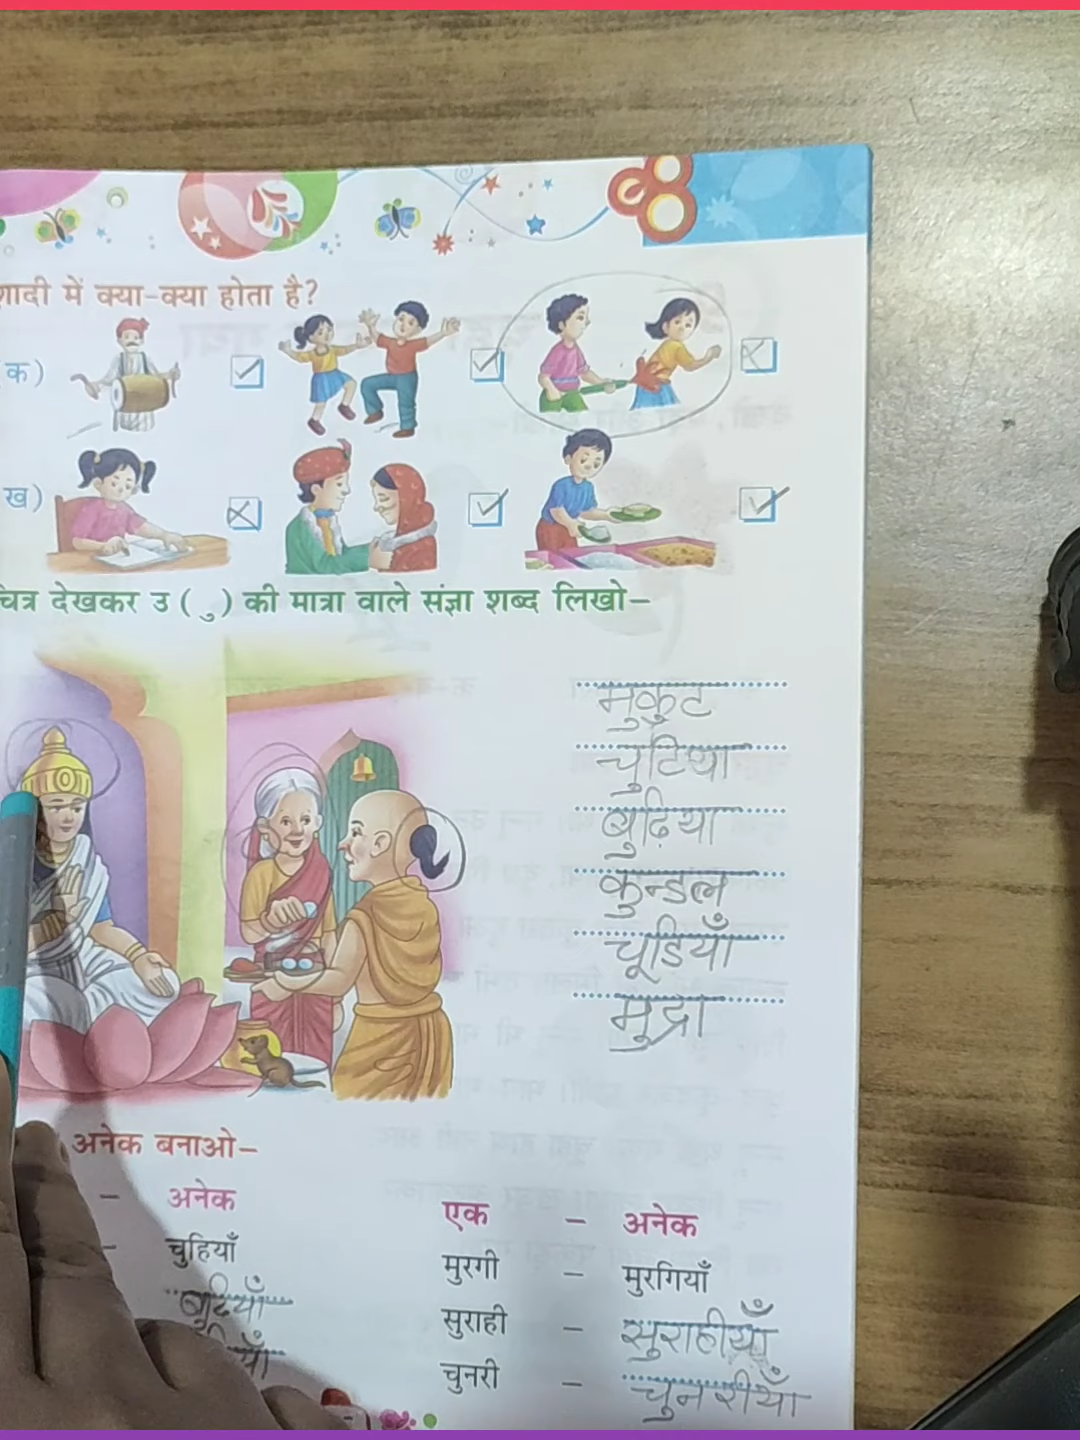 शादी में क्या-क्या होता है?
क)
ख)
चित्र देखकर उ ( ु ) की मात्रा वाले संज्ञा शब्द लिखो–
मुकुट
चुटिया
बुढ़िया
कुन्डल
चूडियाँ
मुद्रा
अनेक बनाओ–
– अनेक
– चुहियाँ
एक – अनेक
मुरगी – मुरगियाँ
सुराही – सुराहीयाँ
चुनरी – चुनरीयाँ